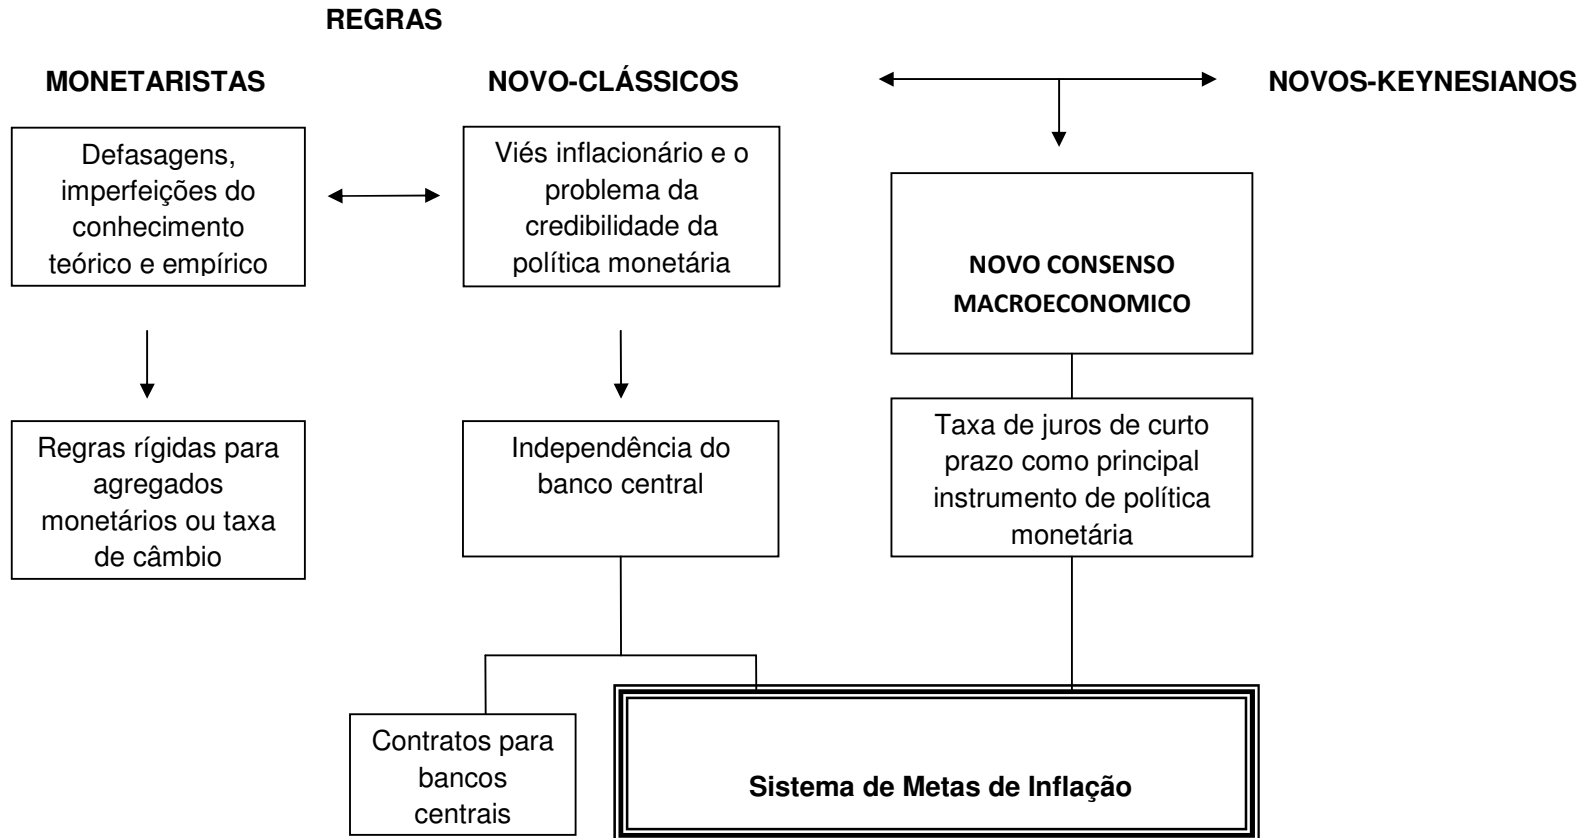 REGRAS
MONETARISTAS
NOVO-CLÁSSICOS
NOVOS-KEYNESIANOS
Defasagens,
imperfeições do
conhecimento
teórico e empírico
Viés inflacionário e o
problema da
credibilidade da
política monetária
NOVO CONSENSO
MACROECONOMICO
Regras rígidas para
agregados
monetários ou taxa
de câmbio
Independência do
banco central
Taxa de juros de curto
prazo como principal
instrumento de política
monetária
Contratos para
bancos
centrais
Sistema de Metas de Inflação